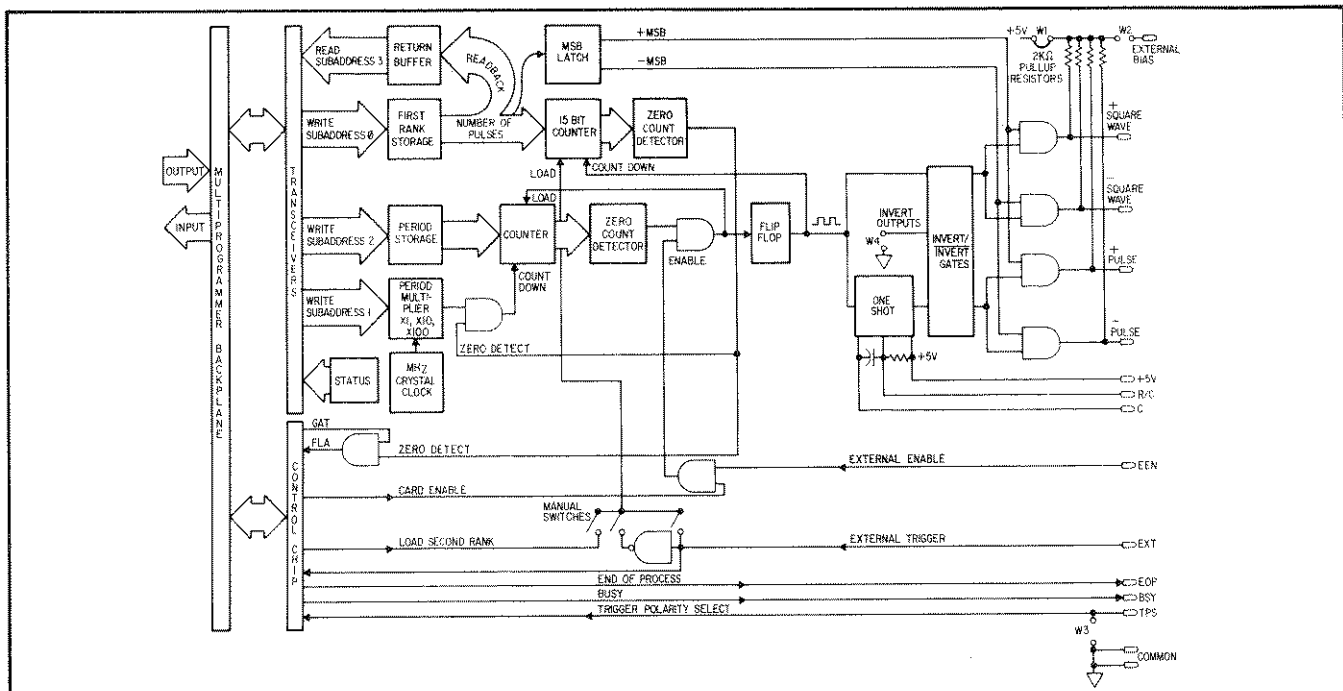 MULTIPROGRAMMER BACKPLANE
OUTPUT
INPUT
TRANSCEIVERS
CONTROL CHIP
READ
SUBADDRESS 3
RETURN
BUFFER
READBACK
MSB
LATCH
+MSB
-MSB
+5V
W1
2KΩ
PULLUP
RESISTORS
W2
EXTERNAL
BIAS
WRITE
SUBADDRESS Ø
FIRST
RANK
STORAGE
NUMBER OF
PULSES
15 BIT
COUNTER
ZERO
COUNT
DETECTOR
LOAD
COUNT DOWN
+
SQUARE
WAVE
-
SQUARE
WAVE
+
PULSE
-
PULSE
WRITE
SUBADDRESS 2
PERIOD
STORAGE
LOAD
COUNTER
ZERO
COUNT
DETECTOR
ENABLE
FLIP
FLOP
INVERT
OUTPUTS
W4
INVERT/
INVERT
GATES
ONE
SHOT
+5V
COUNT
DOWN
WRITE
SUBADDRESS 1
PERIOD
MULTI-
PLIER
X1, X10,
X100
ZERO DETECT
MHZ
CRYSTAL
CLOCK
STATUS
+5V
R/C
C
GAT
FLA
ZERO DETECT
EXTERNAL ENABLE
EEN
CARD ENABLE
MANUAL
SWITCHES
LOAD SECOND RANK
EXTERNAL TRIGGER
EXT
END OF PROCESS
EOP
BUSY
BSY
TRIGGER POLARITY SELECT
TPS
W3
COMMON